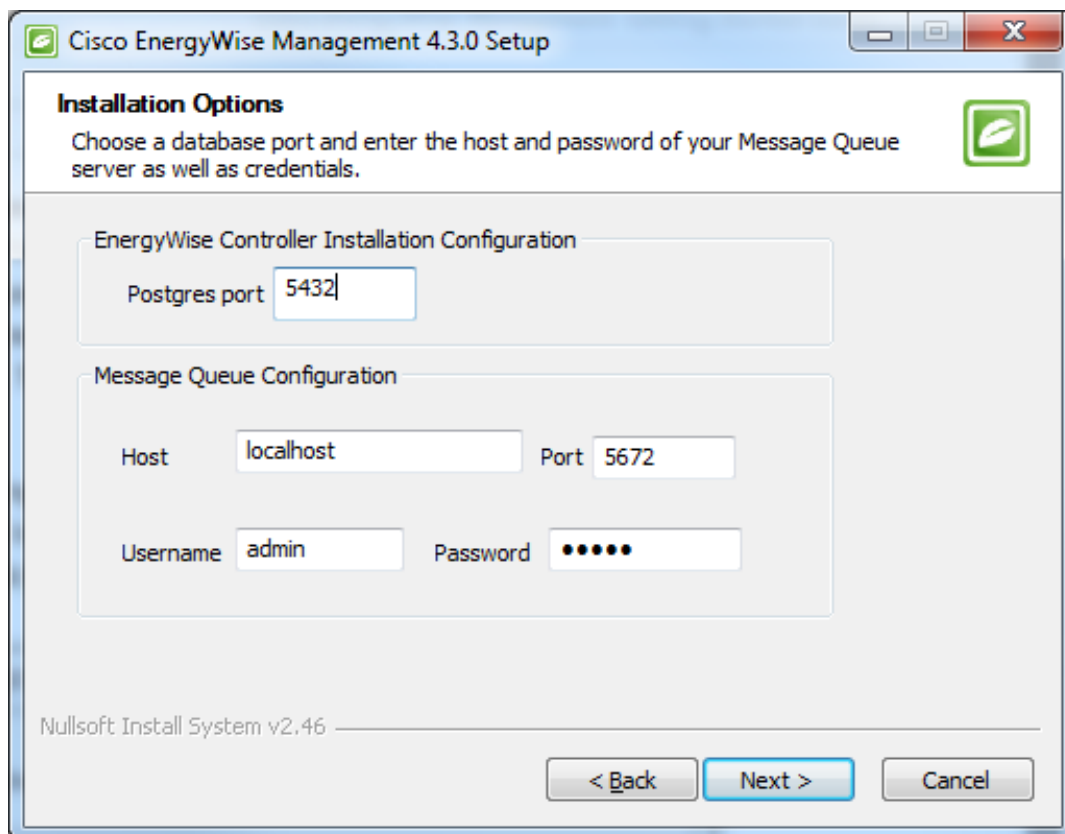 Cisco EnergyWise Management 4.3.0 Setup
Installation Options
Choose a database port and enter the host and password of your Message Queue
server as well as credentials.
EnergyWise Controller Installation Configuration
Postgres port 5432
Message Queue Configuration
Host localhost Port 5672
Username admin Password •••••
Nullsoft Install System v2.46
< Back Next > Cancel